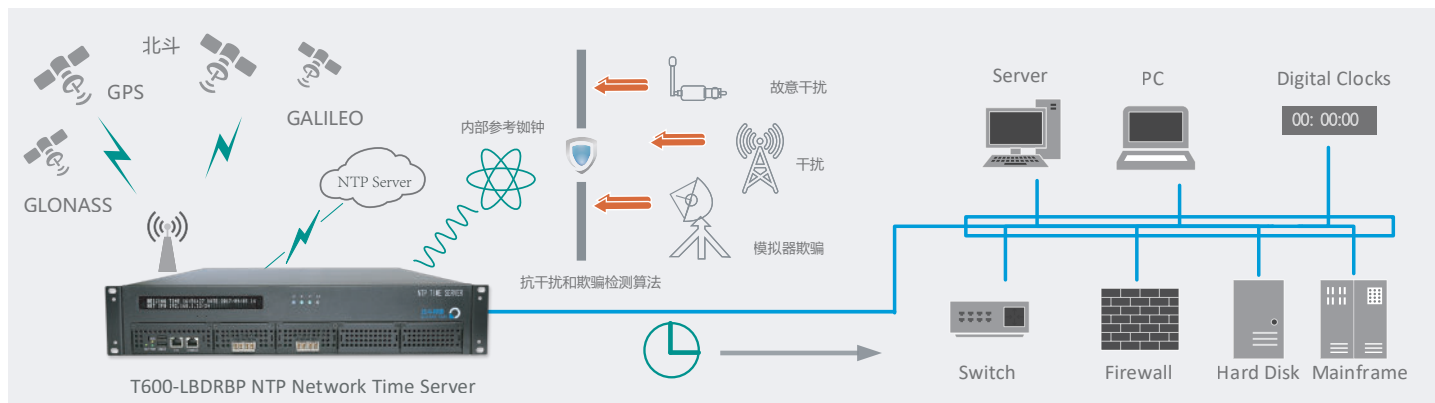 北斗
GPS
GALILEO
GLONASS
NTP Server
内部参考铷钟
故意干扰
干扰
模拟器欺骗
抗干扰和欺骗检测算法
NTP TIME SERVER
T600-LBDRBP NTP Network Time Server
Server
PC
Digital Clocks
00: 00:00
Switch
Firewall
Hard Disk
Mainframe